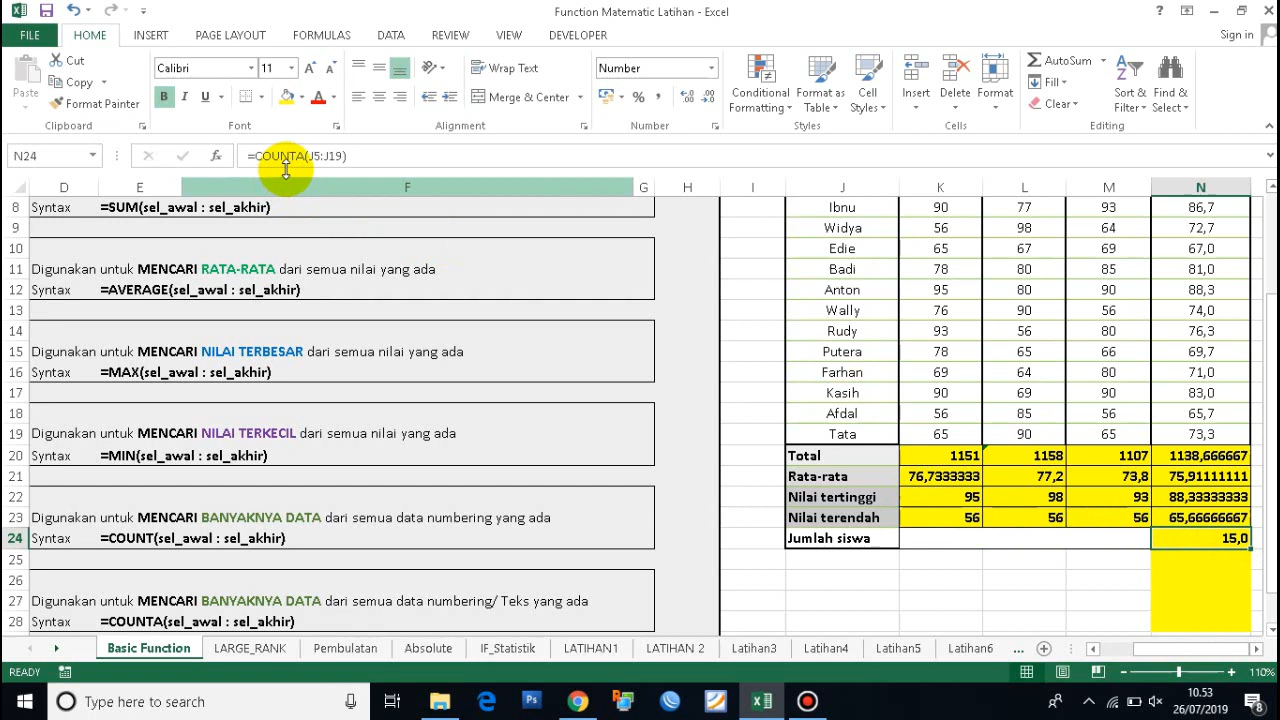 Function Matematic Latihan - Excel
?
FILE HOME INSERT PAGE LAYOUT FORMULAS DATA REVIEW VIEW DEVELOPER Sign in
Paste Cut Copy Format Painter
Calibri 11
B I U
Wrap Text
Merge & Center
Number
%
Conditional Formatting Format as Table Cell Styles
Insert Delete Format
AutoSum Fill Clear Sort & Filter Find & Select
Clipboard Font Alignment Number Styles Cells Editing
N24 fx =COUNTA(J5:J19)
D E F G H I J K L M N
8 Syntax =SUM(sel_awal : sel_akhir) Ibnu 90 77 93 86,7
9 Widya 56 98 64 72,7
10 Edie 65 67 69 67,0
11 Digunakan untuk MENCARI RATA-RATA dari semua nilai yang ada Badi 78 80 85 81,0
12 Syntax =AVERAGE(sel_awal : sel_akhir) Anton 95 80 90 88,3
13 Wally 76 90 56 74,0
14 Rudy 93 56 80 76,3
15 Digunakan untuk MENCARI NILAI TERBESAR dari semua nilai yang ada Putera 78 65 66 69,7
16 Syntax =MAX(sel_awal : sel_akhir) Farhan 69 64 80 71,0
17 Kasih 90 69 90 83,0
18 Afdal 56 85 56 65,7
19 Digunakan untuk MENCARI NILAI TERKECIL dari semua nilai yang ada Tata 65 90 65 73,3
20 Syntax =MIN(sel_awal : sel_akhir) Total 1151 1158 1107 1138,666667
21 Rata-rata 76,7333333 77,2 73,8 75,91111111
22 Nilai tertinggi 95 98 93 88,33333333
23 Digunakan untuk MENCARI BANYAKNYA DATA dari semua data numbering yang ada Nilai terendah 56 56 56 65,66666667
24 Syntax =COUNT(sel_awal : sel_akhir) Jumlah siswa 15,0
25
26
27 Digunakan untuk MENCARI BANYAKNYA DATA dari semua data numbering/ Teks yang ada
28 Syntax =COUNTA(sel_awal : sel_akhir)
Basic Function LARGE_RANK Pembulatan Absolute IF_Statistik LATIHAN1 LATIHAN 2 Latihan3 Latihan4 Latihan5 Latihan6 ...
READY 110%
Type here to search
Ps
10.53
26/07/2019
8